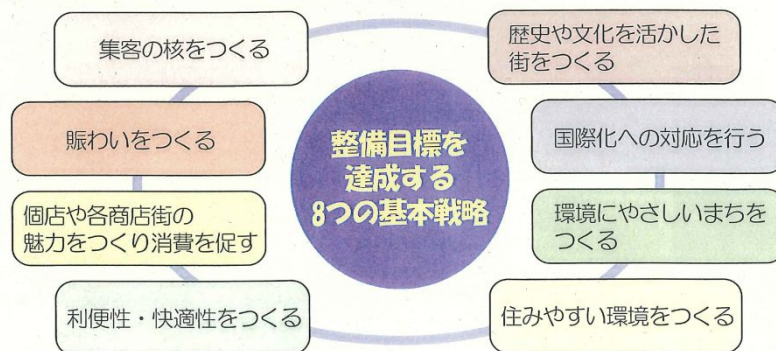 集客の核をつくる
賑わいをつくる
個店や各商店街の
魅力をつくり消費を促す
利便性・快適性をつくる
整備目標を
達成する
8つの基本戦略
歴史や文化を活かした
街をつくる
国際化への対応を行う
環境にやさしいまちを
つくる
住みやすい環境をつくる